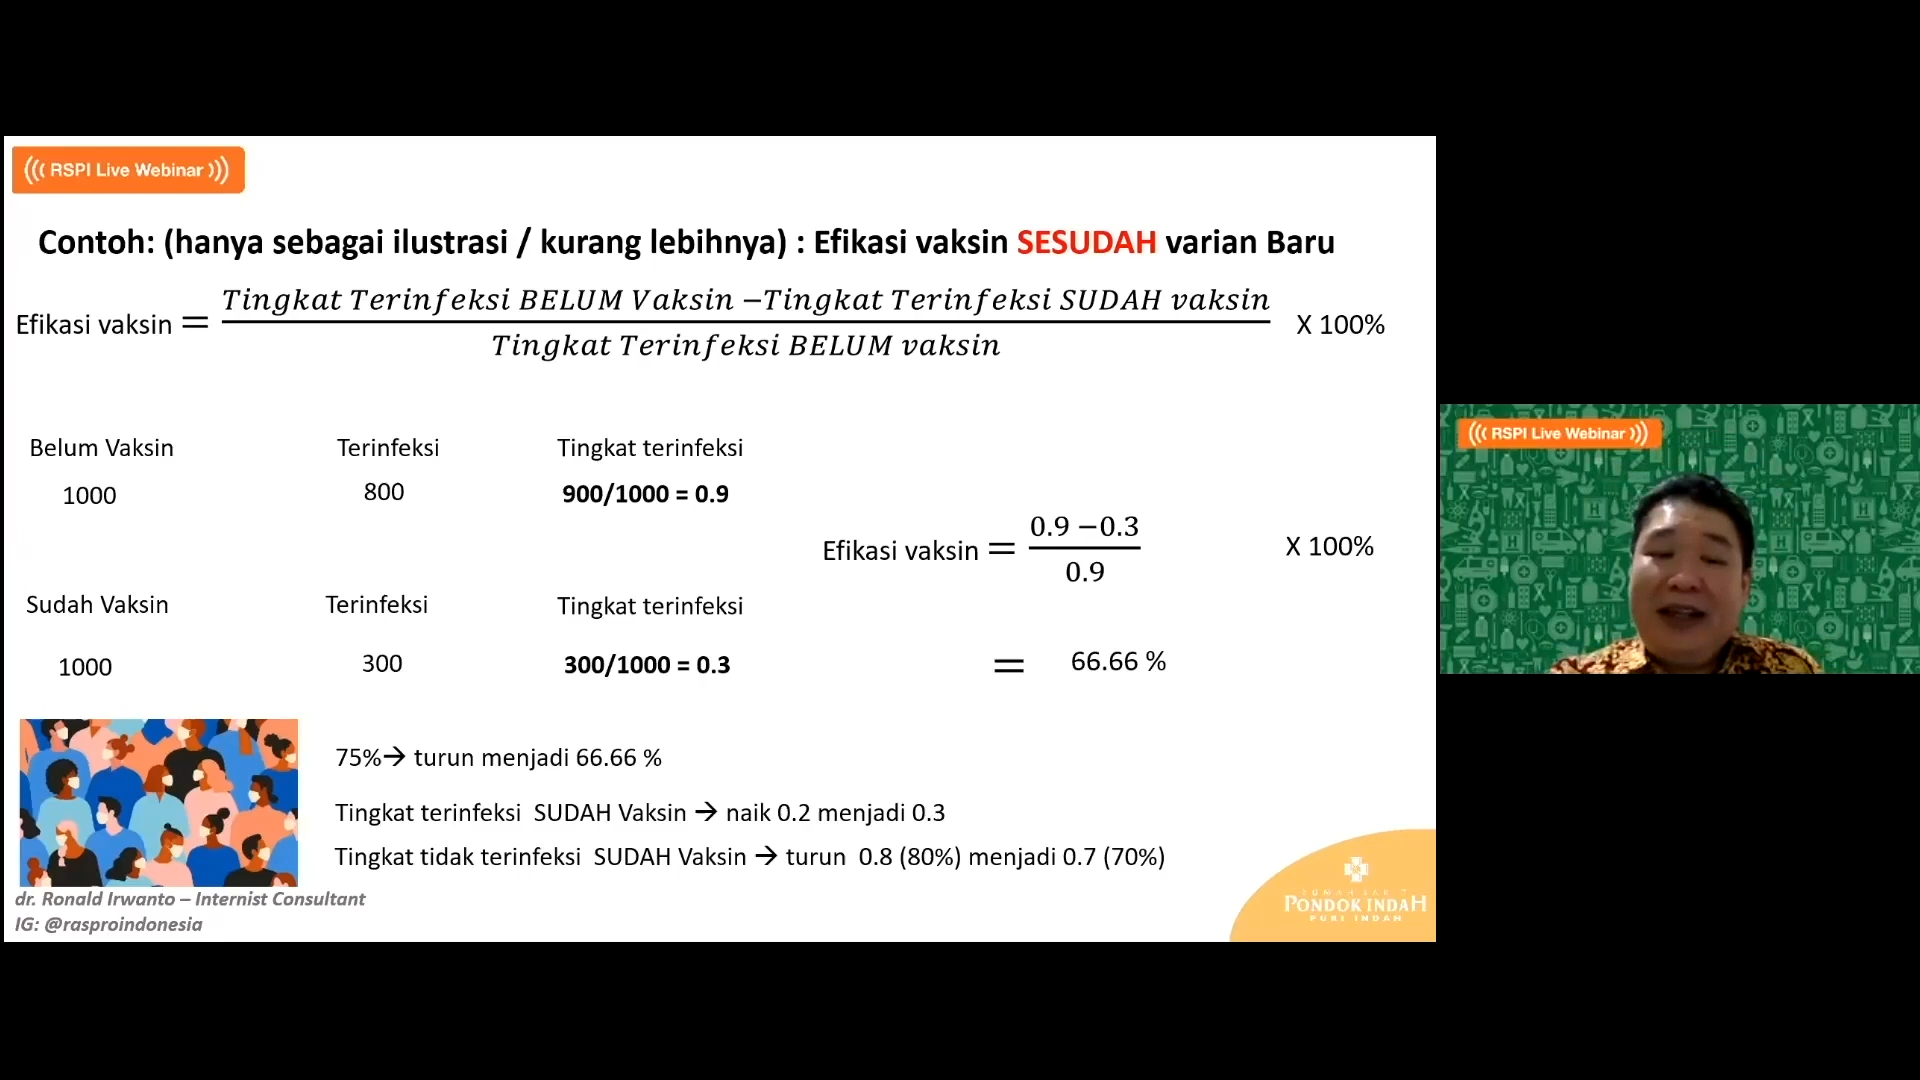 ((( RSPI Live Webinar )))
Contoh: (hanya sebagai ilustrasi / kurang lebihnya) : Efikasi vaksin SESUDAH varian Baru
Efikasi vaksin = Tingkat Terinfeksi BELUM Vaksin −Tingkat Terinfeksi SUDAH vaksin X 100%
Tingkat Terinfeksi BELUM vaksin
Belum Vaksin Terinfeksi Tingkat terinfeksi
1000 800 900/1000 = 0.9
Efikasi vaksin = 0.9 −0.3 X 100%
0.9
Sudah Vaksin Terinfeksi Tingkat terinfeksi
1000 300 300/1000 = 0.3
= 66.66 %
75%→ turun menjadi 66.66 %
Tingkat terinfeksi SUDAH Vaksin → naik 0.2 menjadi 0.3
Tingkat tidak terinfeksi SUDAH Vaksin → turun 0.8 (80%) menjadi 0.7 (70%)
dr. Ronald Irwanto – Internist Consultant
IG: @rasproindonesia
RUMAH SAKIT
PONDOK INDAH
PURI INDAH
((( RSPI Live Webinar )))